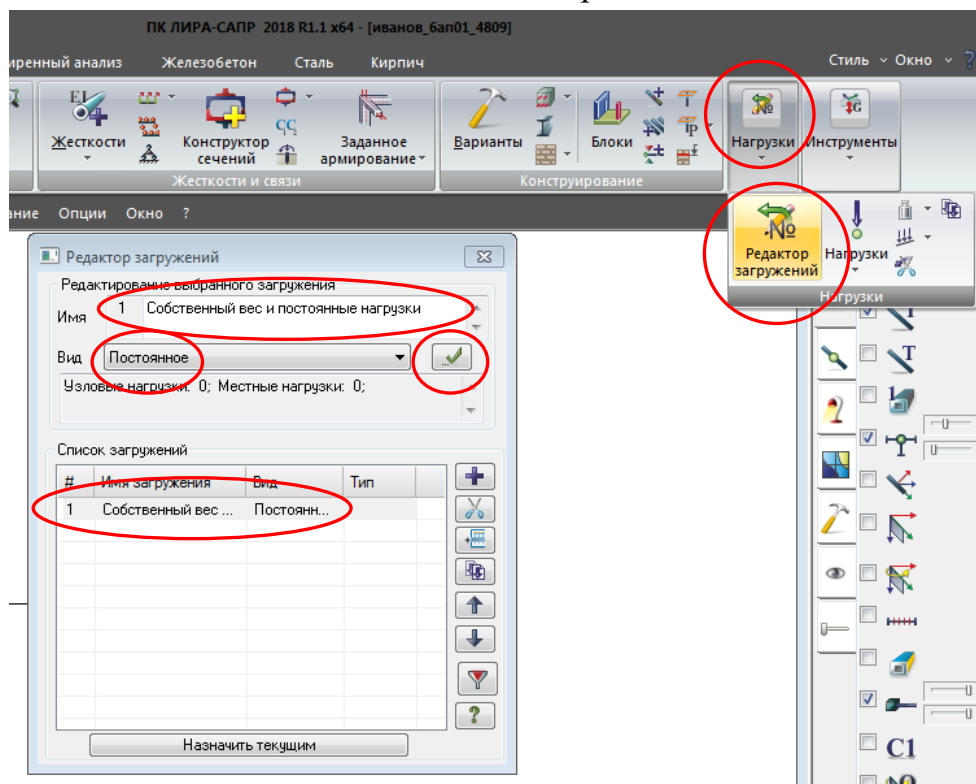 ПК ЛИРА-САПР 2018 R1.1 x64 - [иванов_6ап01_4809]
иренный анализ Железобетон Сталь Кирпич
Стиль Окно ?
Жесткости
Конструктор сечений
Заданное армирование
Варианты
Блоки
Нагрузки
Инструменты
Жесткости и связи
Конструирование
ание Опции Окно ?
Редактор загружений
Нагрузки
Нагрузки
Редактор загружений
Редактирование выбранного загружения
Имя 1 Собственный вес и постоянные нагрузки
Вид Постоянное
Узловые нагрузки: 0; Местные нагрузки: 0;
Список загружений
# Имя загружения Вид Тип
1 Собственный вес ... Постоянн...
Назначить текущим
?
C1